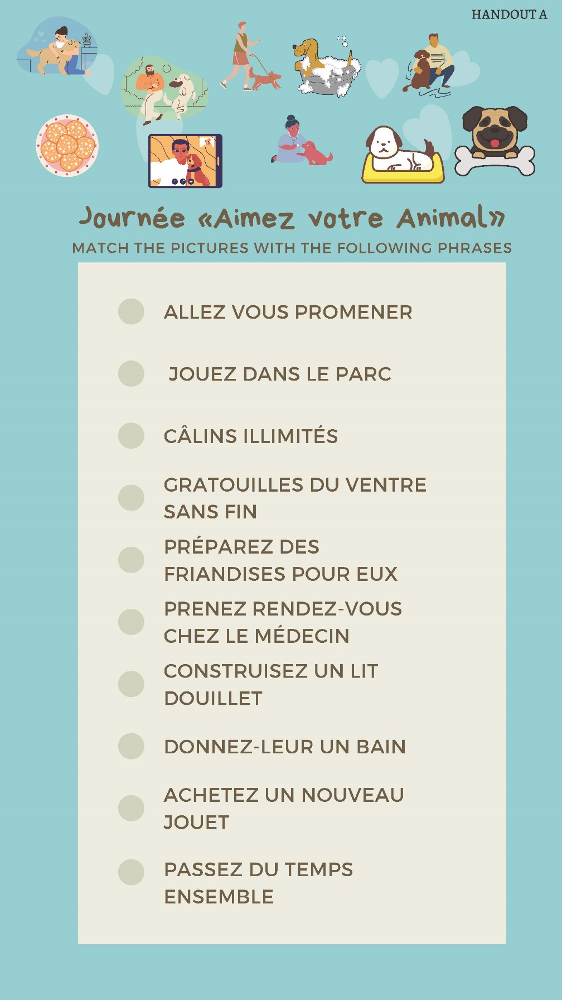 HANDOUT A
Journée «Aimez votre Animal»
MATCH THE PICTURES WITH THE FOLLOWING PHRASES
ALLEZ VOUS PROMENER
JOUEZ DANS LE PARC
CÂLINS ILLIMITÉS
GRATOUILLES DU VENTRE
SANS FIN
PRÉPAREZ DES
FRIANDISES POUR EUX
PRENEZ RENDEZ-VOUS
CHEZ LE MÉDECIN
CONSTRUISEZ UN LIT
DOUILLET
DONNEZ-LEUR UN BAIN
ACHETEZ UN NOUVEAU
JOUET
PASSEZ DU TEMPS
ENSEMBLE